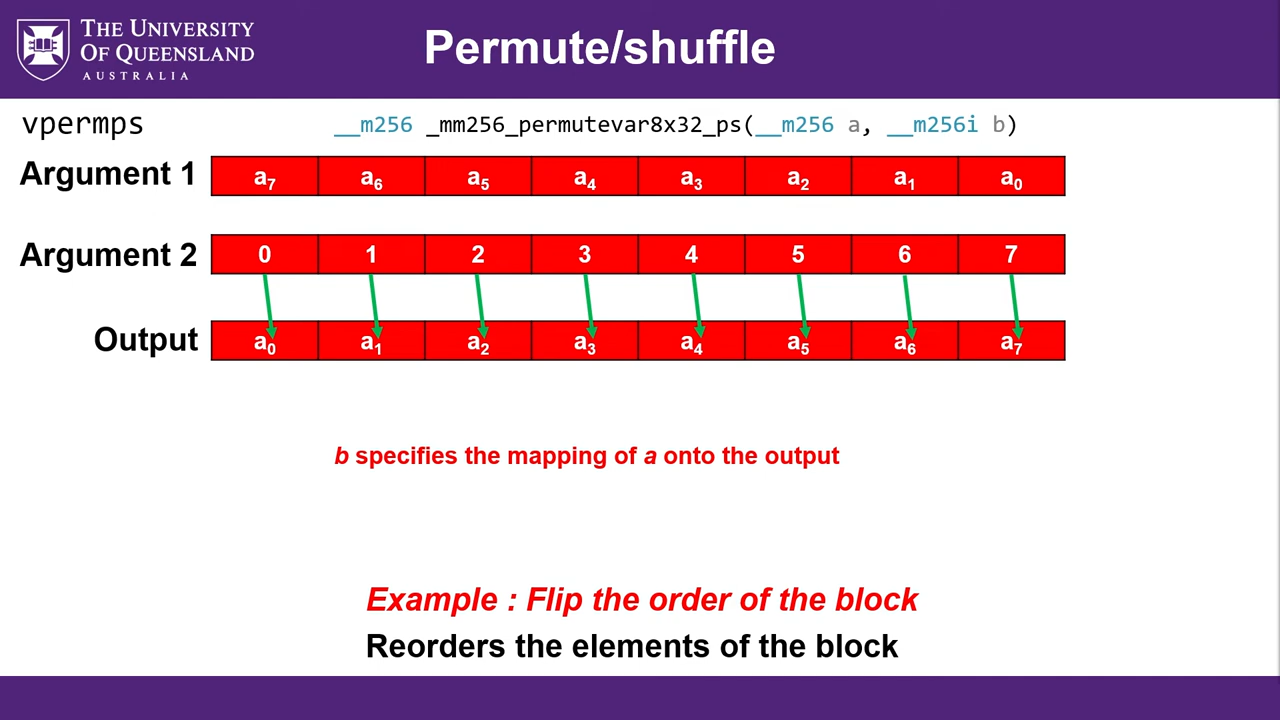 THE UNIVERSITY
OF QUEENSLAND
AUSTRALIA
Permute/shuffle
vpermps __m256 _mm256_permutevar8x32_ps(__m256 a, __m256i b)
Argument 1 a₇ a₆ a₅ a₄ a₃ a₂ a₁ a₀
Argument 2 0 1 2 3 4 5 6 7
Output a₀ a₁ a₂ a₃ a₄ a₅ a₆ a₇
b specifies the mapping of a onto the output
Example : Flip the order of the block
Reorders the elements of the block